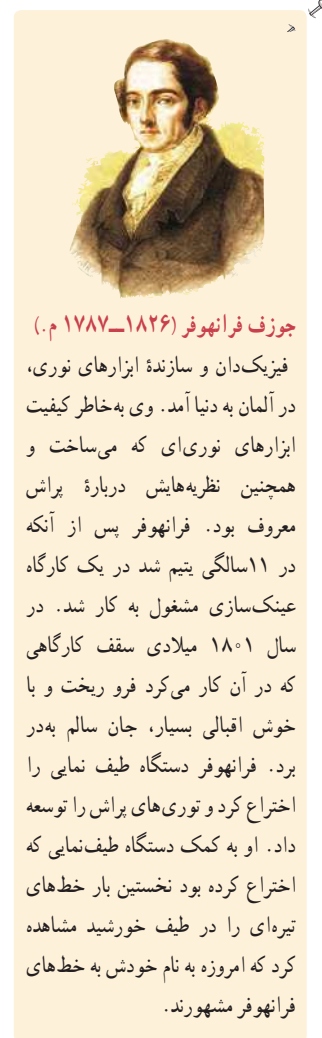 جوزف فرانهوفر (۱۸۲۶ــ۱۷۸۷ م.)
فیزیک‌دان و سازندهٔ ابزارهای نوری،
در آلمان به دنیا آمد. وی به‌خاطر کیفیت
ابزارهای نوری‌ای که می‌ساخت و
همچنین نظریه‌هایش دربارهٔ پراش
معروف بود. فرانهوفر پس از آنکه
در ۱۱سالگی یتیم شد در یک کارگاه
عینک‌سازی مشغول به کار شد. در
سال ۱۸۰۱ میلادی سقف کارگاهی
که در آن کار می‌کرد فرو ریخت و با
خوش اقبالی بسیار، جان سالم به‌در
برد. فرانهوفر دستگاه طیف نمایی را
اختراع کرد و توری‌های پراش را توسعه
داد. او به کمک دستگاه طیف‌نمایی که
اختراع کرده بود نخستین بار خط‌های
تیره‌ای را در طیف خورشید مشاهده
کرد که امروزه به نام خودش به خط‌های
فرانهوفر مشهورند.